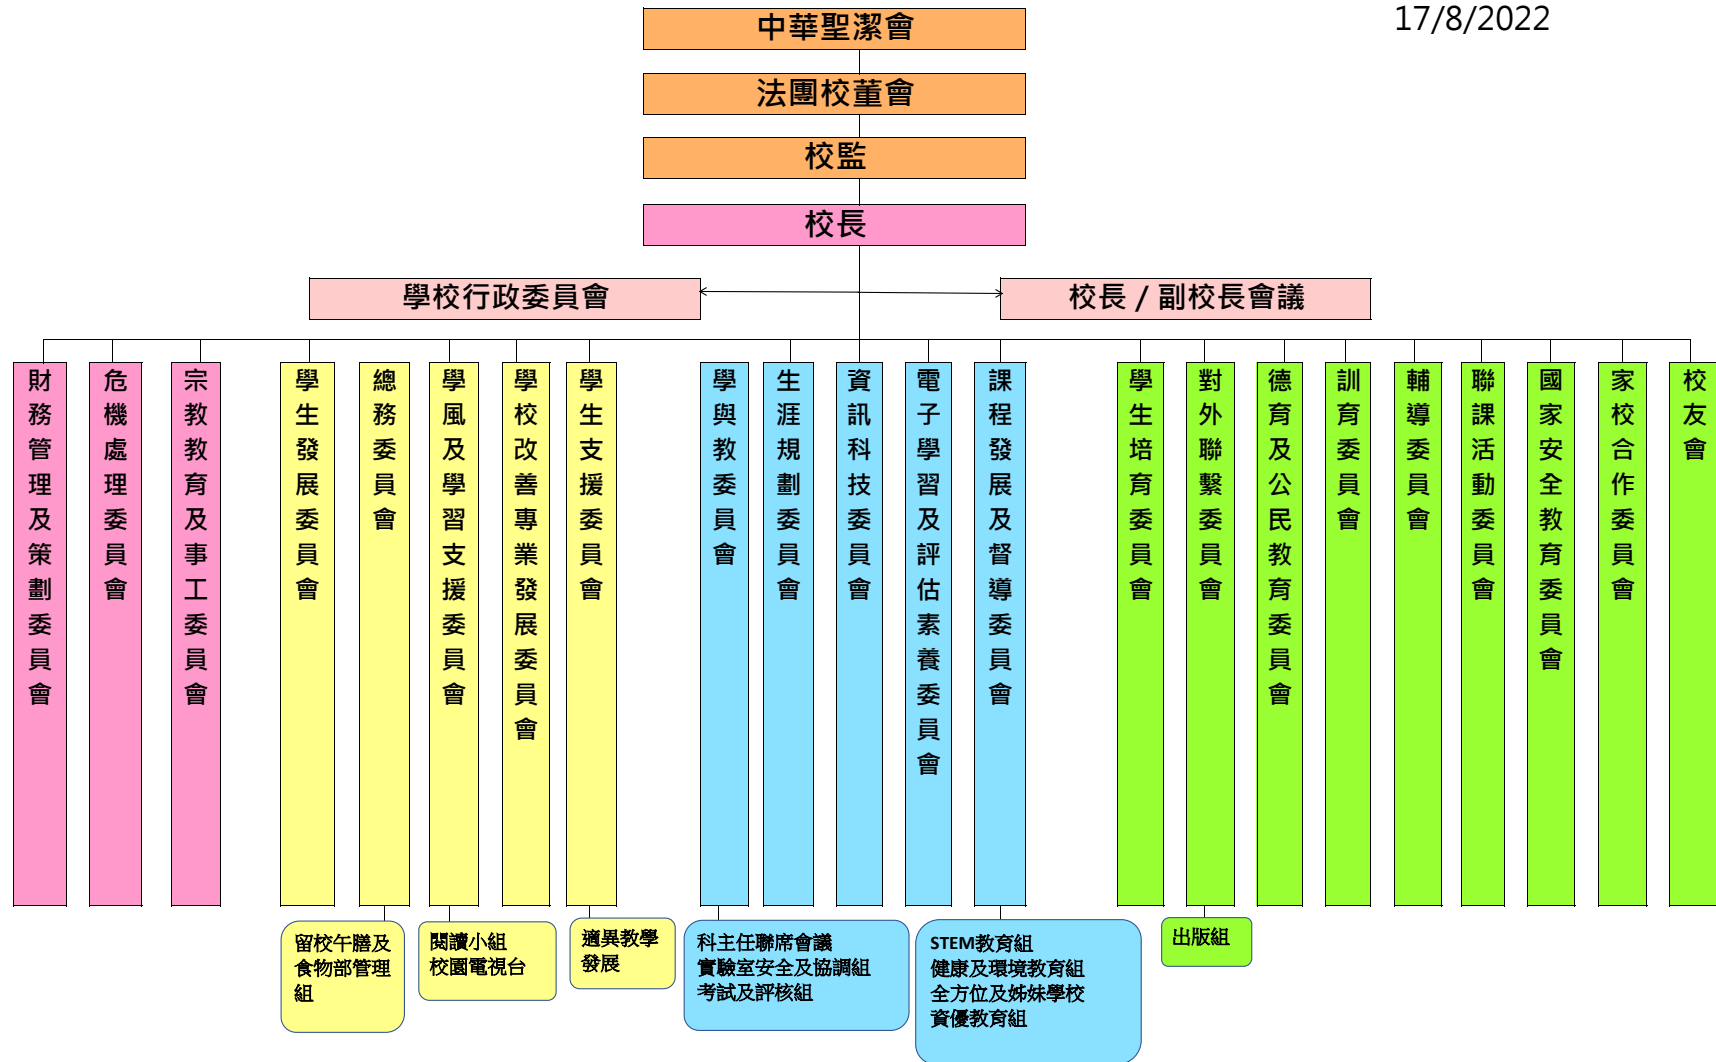 17/8/2022
中華聖潔會
法團校董會
校監
校長
學校行政委員會
校長 / 副校長會議
財務管理及策劃委員會
危機處理委員會
宗教教育及事工委員會
學生發展委員會
總務委員會
學風及學習支援委員會
學校改善專業發展委員會
學生支援委員會
學與教委員會
生涯規劃委員會
資訊科技委員會
電子學習及評估素養委員會
課程發展及督導委員會
學生培育委員會
對外聯繫委員會
德育及公民教育委員會
訓育委員會
輔導委員會
聯課活動委員會
國家安全教育委員會
家校合作委員會
校友會
留校午膳及
食物部管理
組
閱讀小組
校園電視台
適異教學
發展
科主任聯席會議
實驗室安全及協調組
考試及評核組
STEM教育組
健康及環境教育組
全方位及姊妹學校
資優教育組
出版組